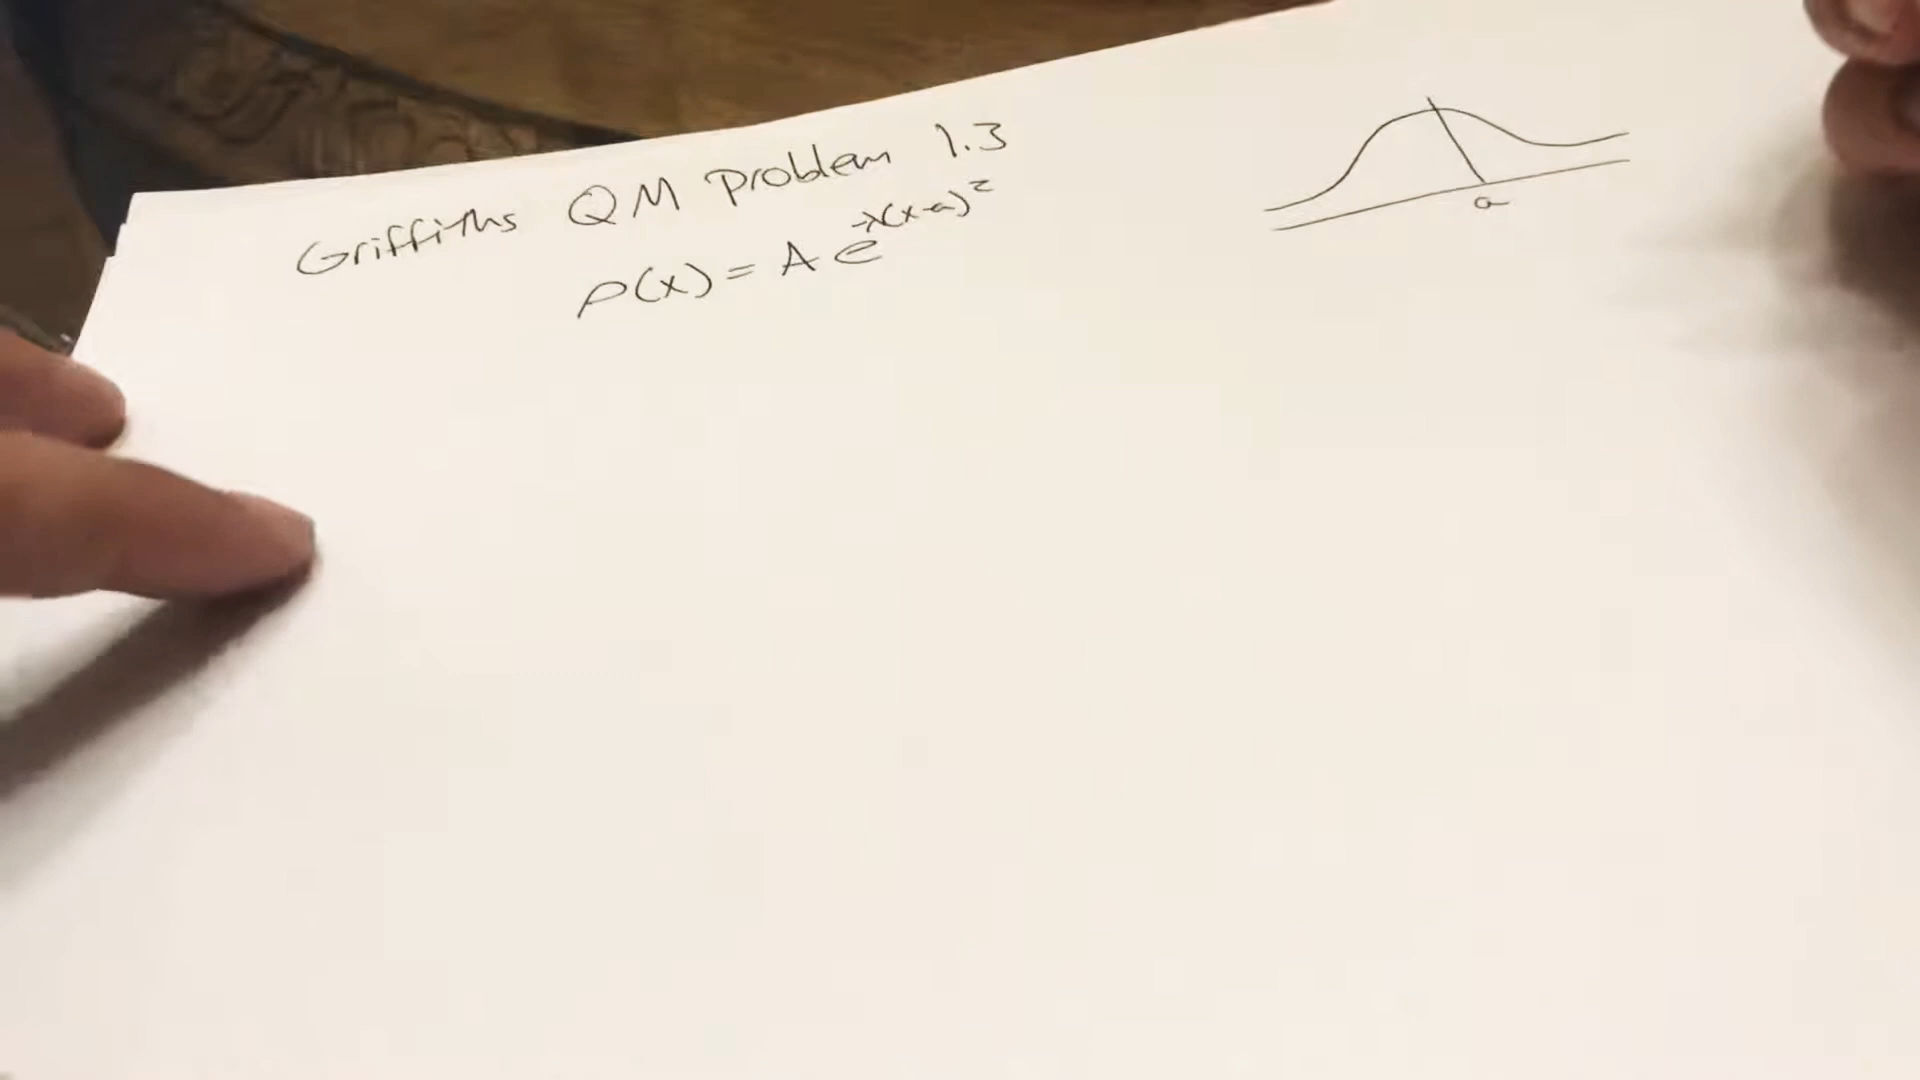 Griffiths QM Problem 1.3
ρ(x) = A e^{-λ(x-a)^2}
a